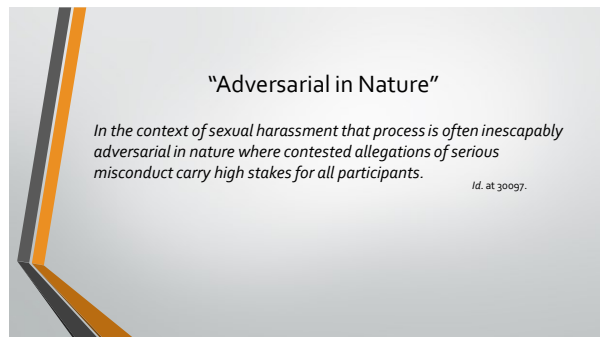 “Adversarial in Nature”
In the context of sexual harassment that process is often inescapably
adversarial in nature where contested allegations of serious
misconduct carry high stakes for all participants.
Id. at 30097.